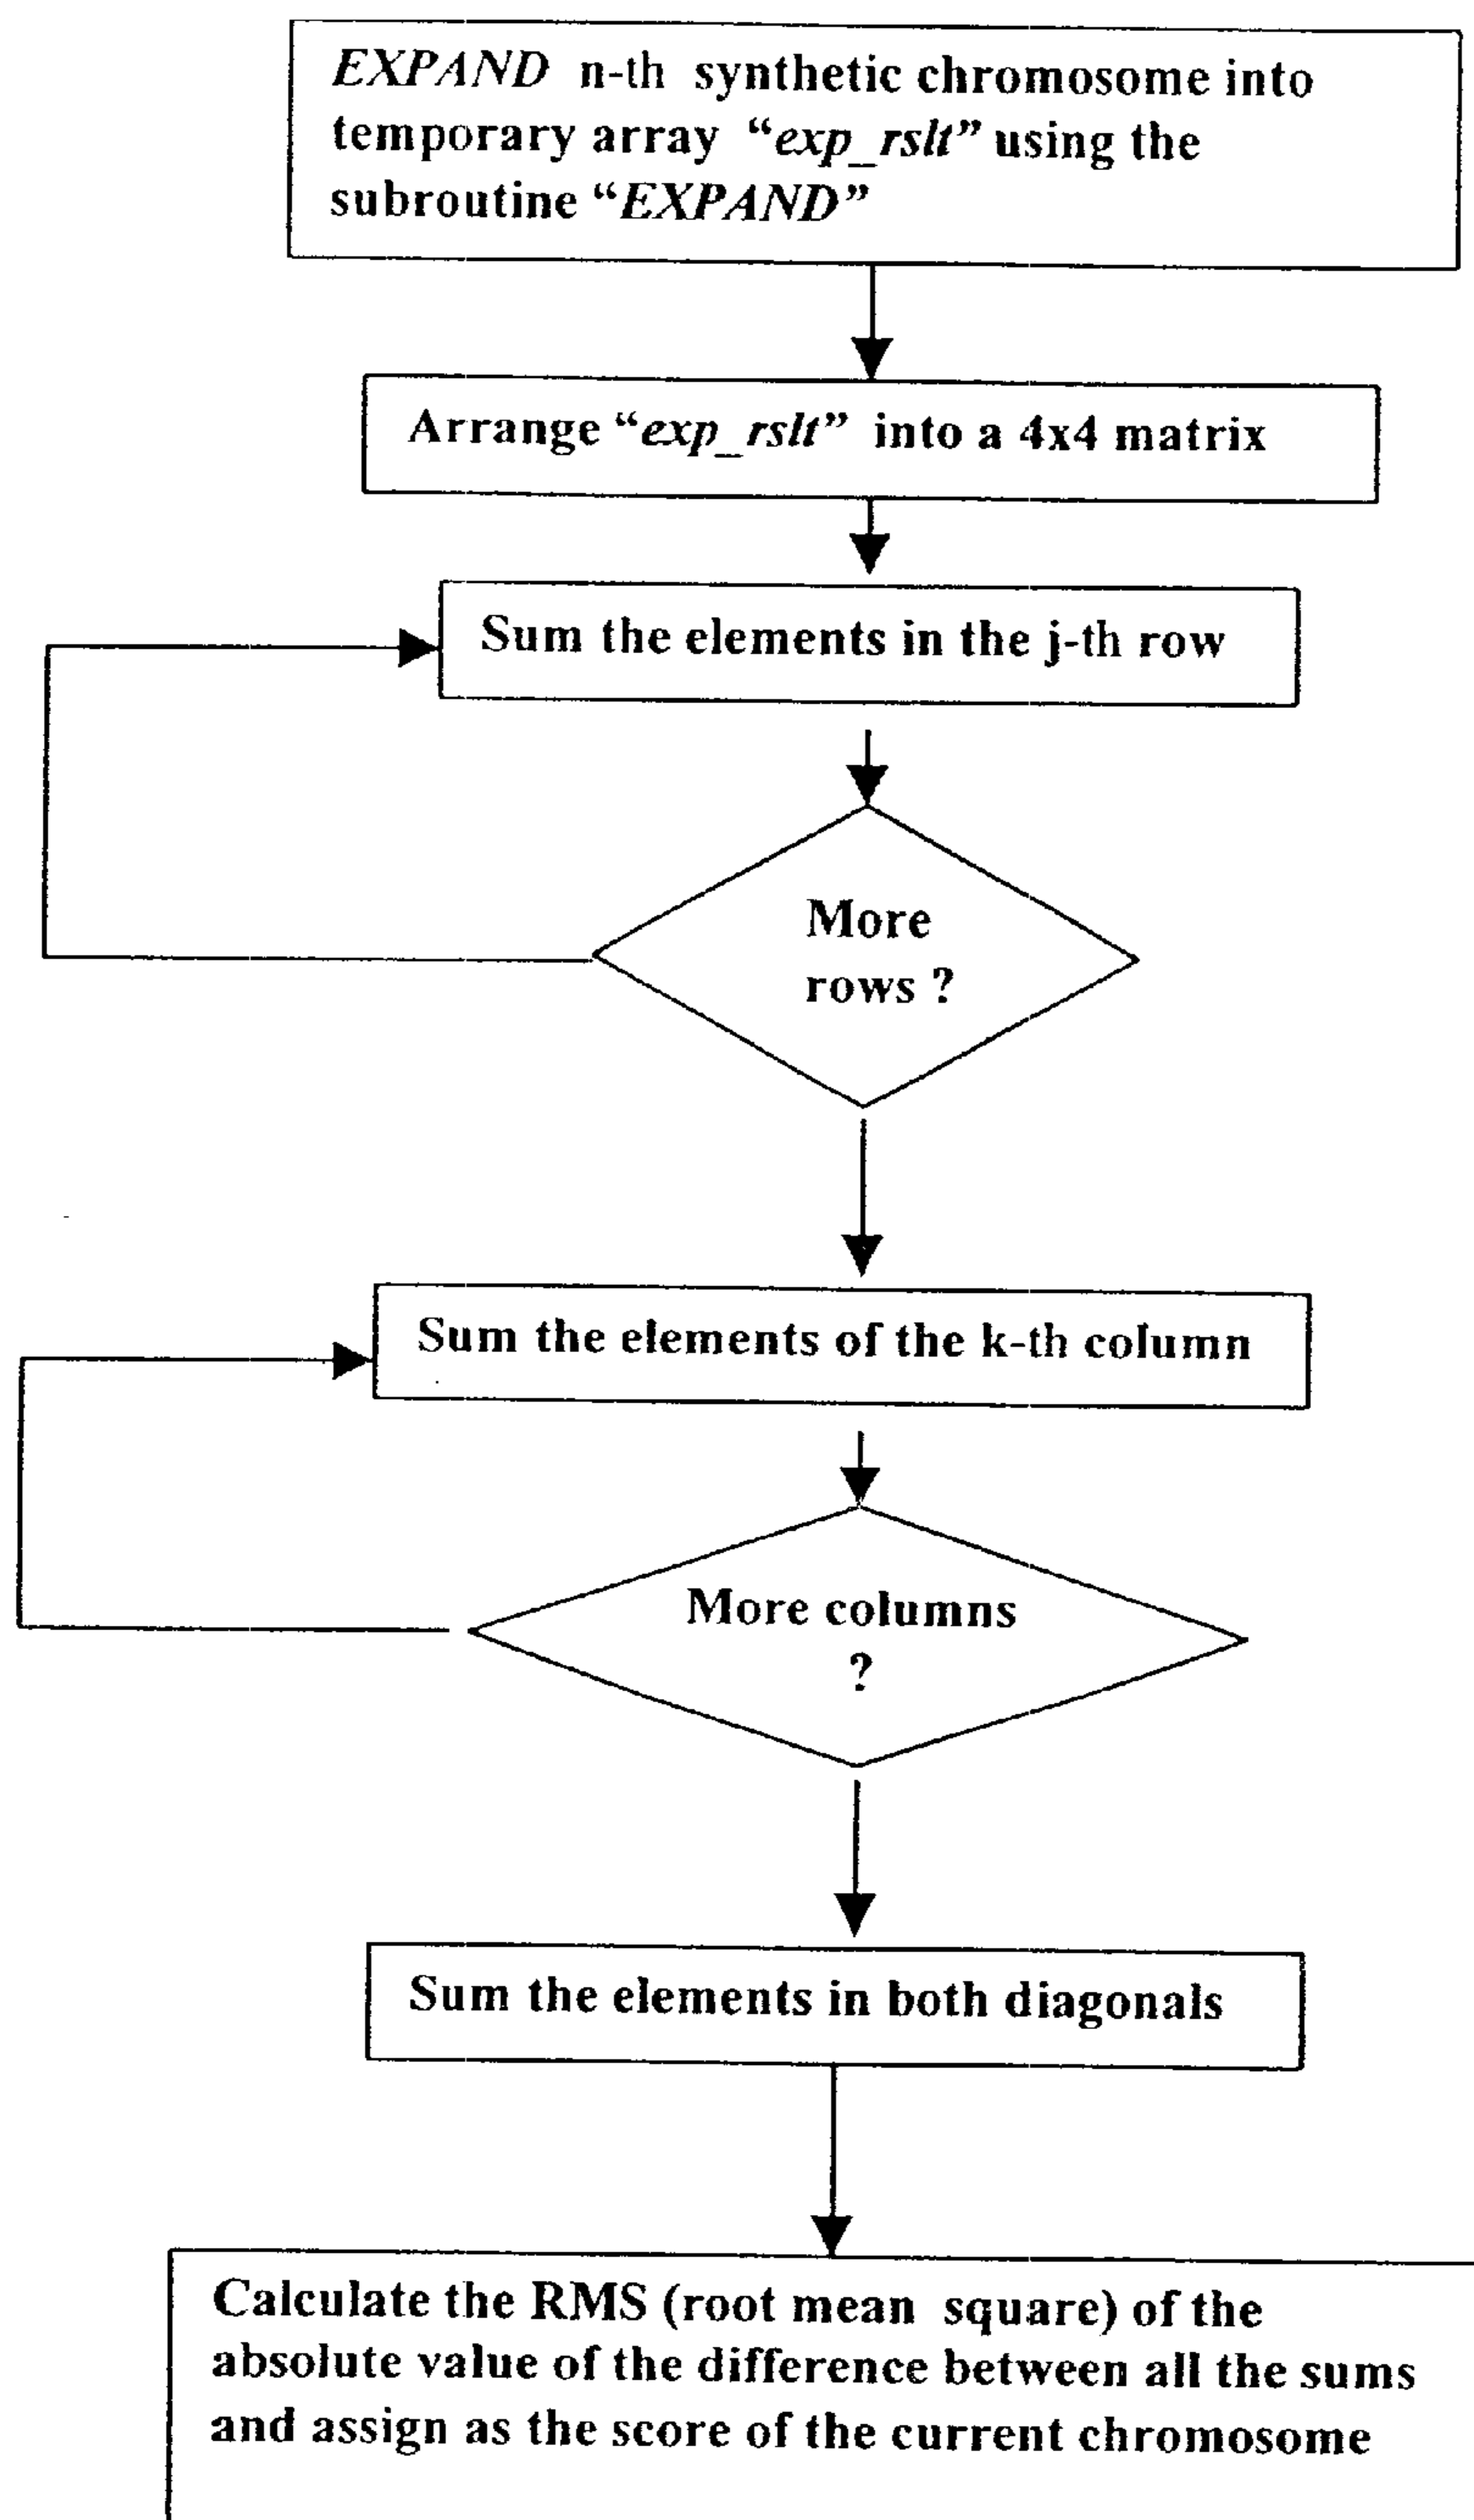 EXPAND n-th synthetic chromosome into
temporary array “exp_rslt” using the
subroutine “EXPAND”
Arrange “exp_rslt” into a 4x4 matrix
Sum the elements in the j-th row
More
rows ?
Sum the elements of the k-th column
More columns
?
Sum the elements in both diagonals
Calculate the RMS (root mean square) of the
absolute value of the difference between all the sums
and assign as the score of the current chromosome